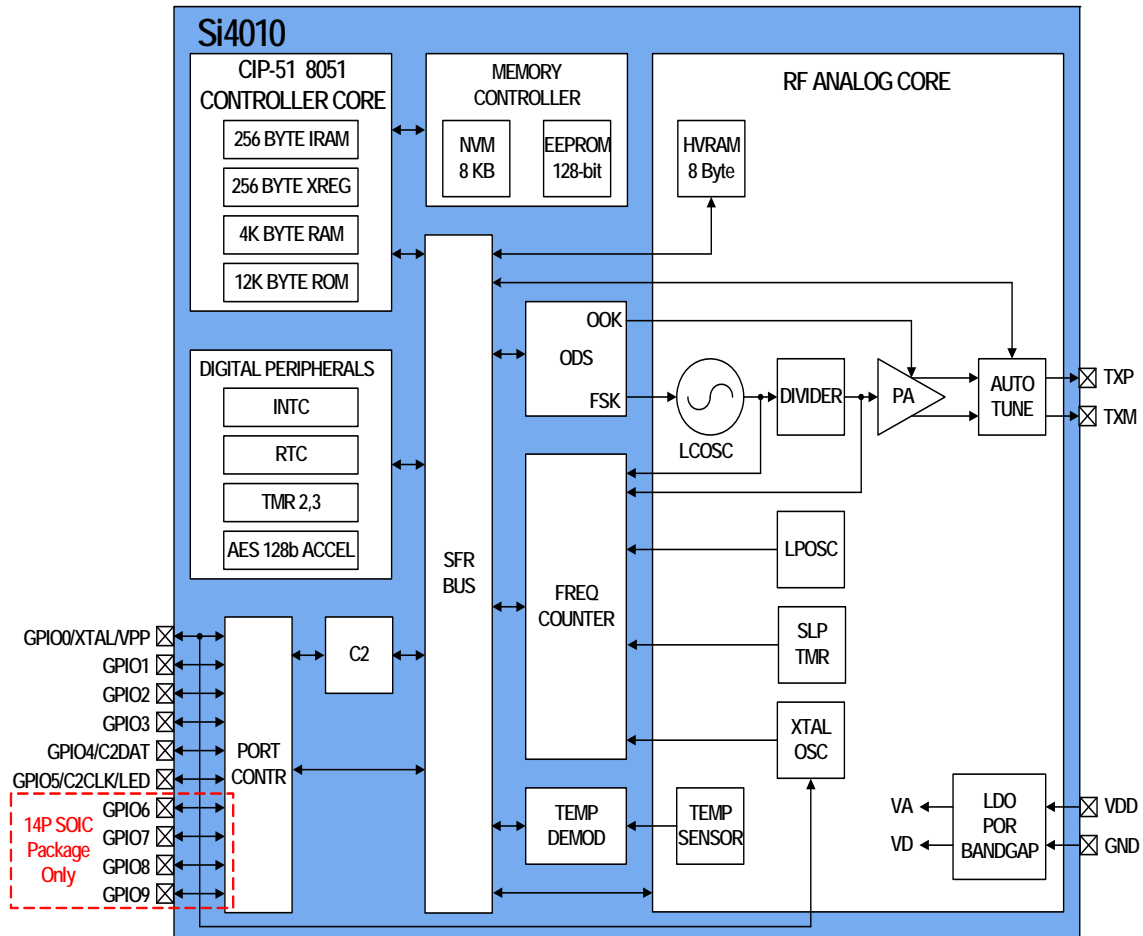 Si4010
CIP-51 8051
CONTROLLER CORE
256 BYTE IRAM
256 BYTE XREG
4K BYTE RAM
12K BYTE ROM
MEMORY
CONTROLLER
NVM
8 KB
EEPROM
128-bit
RF ANALOG CORE
HVRAM
8 Byte
DIGITAL PERIPHERALS
INTC
RTC
TMR 2,3
AES 128b ACCEL
SFR
BUS
OOK
ODS
FSK
LCOSC
DIVIDER
PA
AUTO
TUNE
TXP
TXM
FREQ
COUNTER
LPOSC
SLP
TMR
XTAL
OSC
GPIO0/XTAL/VPP
GPIO1
GPIO2
GPIO3
GPIO4/C2DAT
GPIO5/C2CLK/LED
GPIO6
GPIO7
GPIO8
GPIO9
14P SOIC
Package
Only
PORT
CONTR
C2
TEMP
DEMOD
TEMP
SENSOR
VA
VD
LDO
POR
BANDGAP
VDD
GND